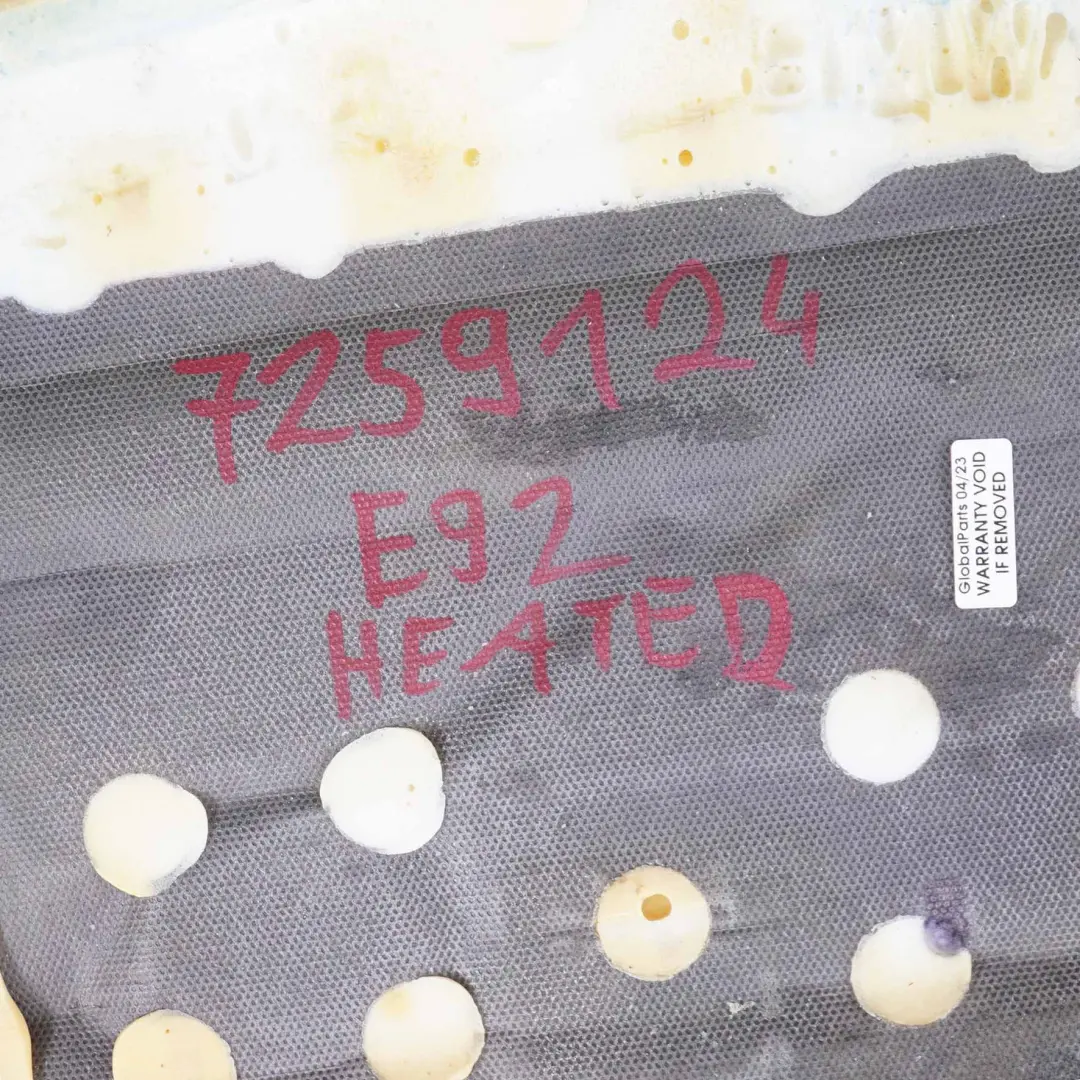 7259124
E92
HEATED
GlobalParts 04/23
WARRANTY VOID
IF REMOVED